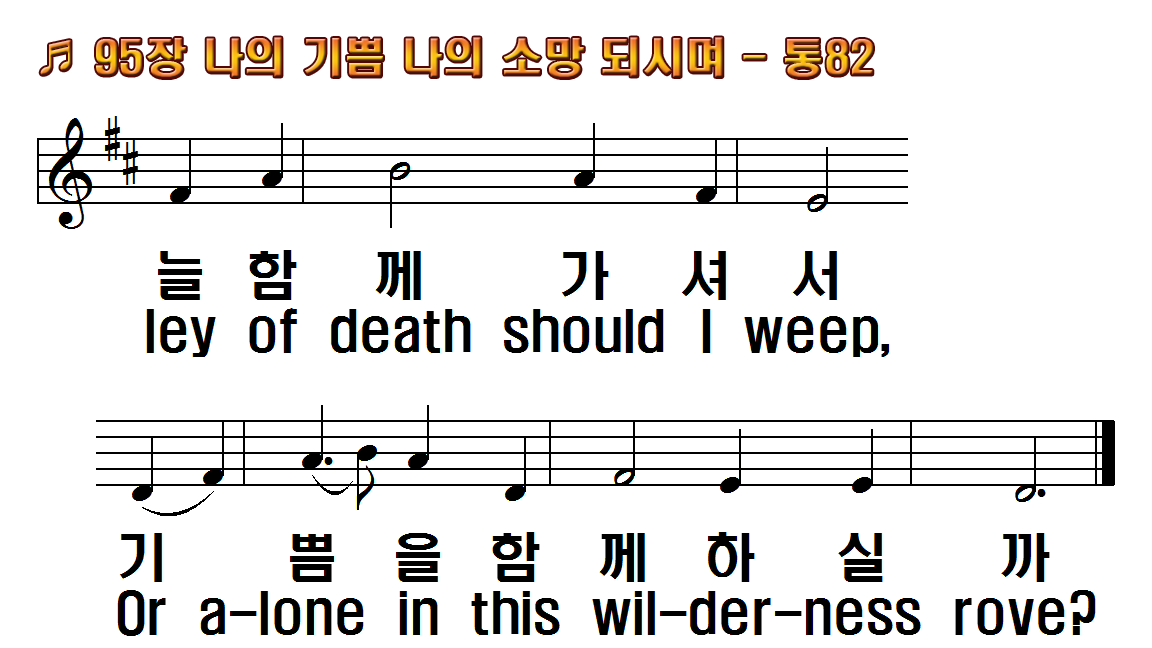 ♬ 95장 나의 기쁨 나의 소망 되시며 - 통82
늘 함 께 가 셔 서
ley of death should I weep,
기 쁨 을 함 께 하 실 까
Or a-lone in this wil-der-ness rove?